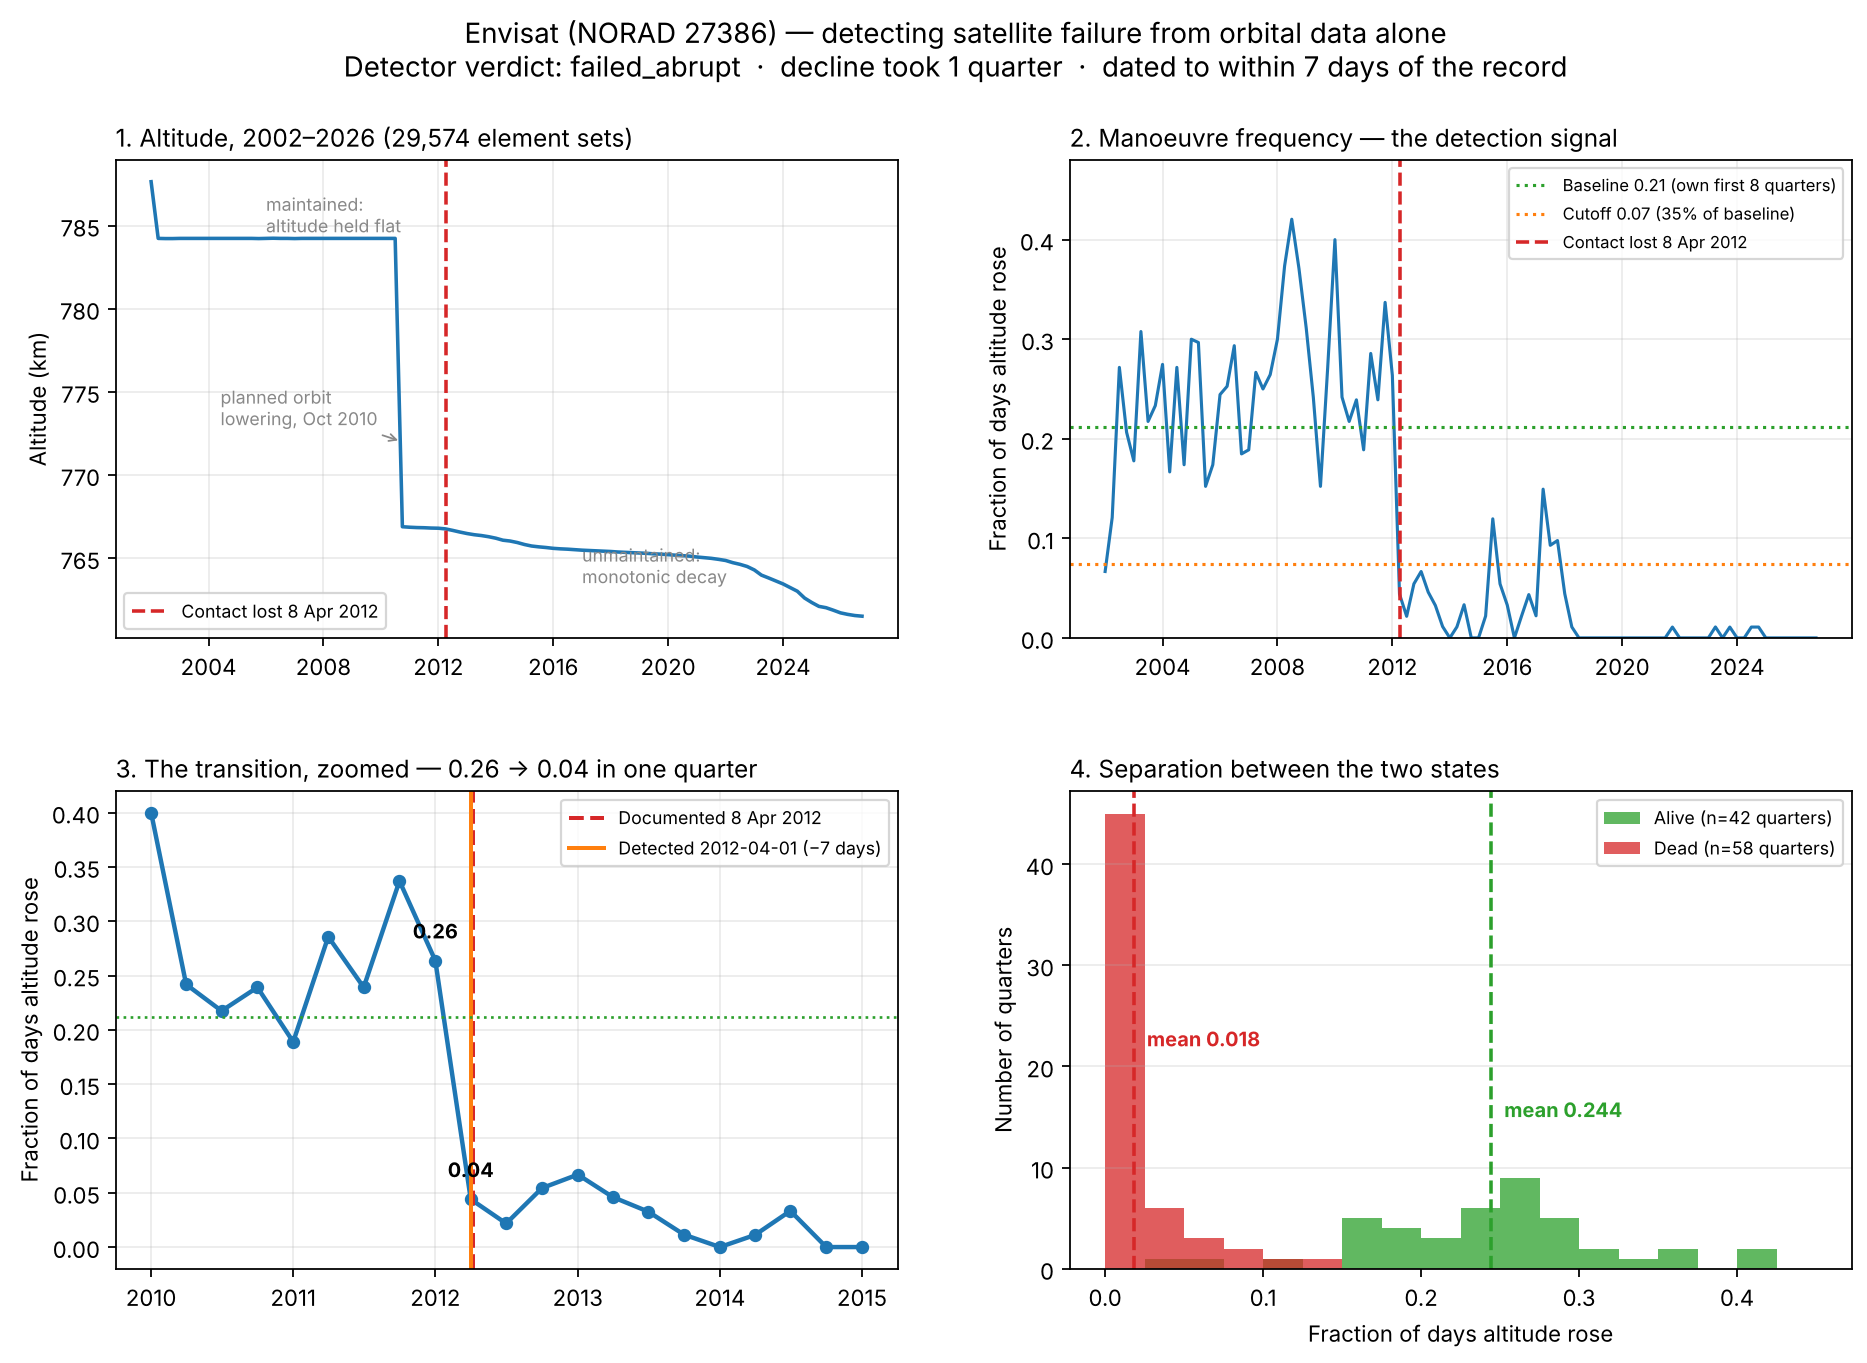 Envisat (NORAD 27386) — detecting satellite failure from orbital data alone
Detector verdict: failed_abrupt · decline took 1 quarter · dated to within 7 days of the record
1. Altitude, 2002–2026 (29,574 element sets)
Altitude (km)
785
780
775
770
765
maintained:
altitude held flat
planned orbit
lowering, Oct 2010
unmaintained:
monotonic decay
Contact lost 8 Apr 2012
2004
2008
2012
2016
2020
2024
2. Manoeuvre frequency — the detection signal
Fraction of days altitude rose
0.4
0.3
0.2
0.1
0.0
Baseline 0.21 (own first 8 quarters)
Cutoff 0.07 (35% of baseline)
Contact lost 8 Apr 2012
2004
2008
2012
2016
2020
2024
3. The transition, zoomed — 0.26 → 0.04 in one quarter
Fraction of days altitude rose
0.40
0.35
0.30
0.25
0.20
0.15
0.10
0.05
0.00
Documented 8 Apr 2012
Detected 2012-04-01 (−7 days)
0.26
0.04
2010
2011
2012
2013
2014
2015
4. Separation between the two states
Number of quarters
40
30
20
10
0
Alive (n=42 quarters)
Dead (n=58 quarters)
mean 0.018
mean 0.244
0.0
0.1
0.2
0.3
0.4
Fraction of days altitude rose